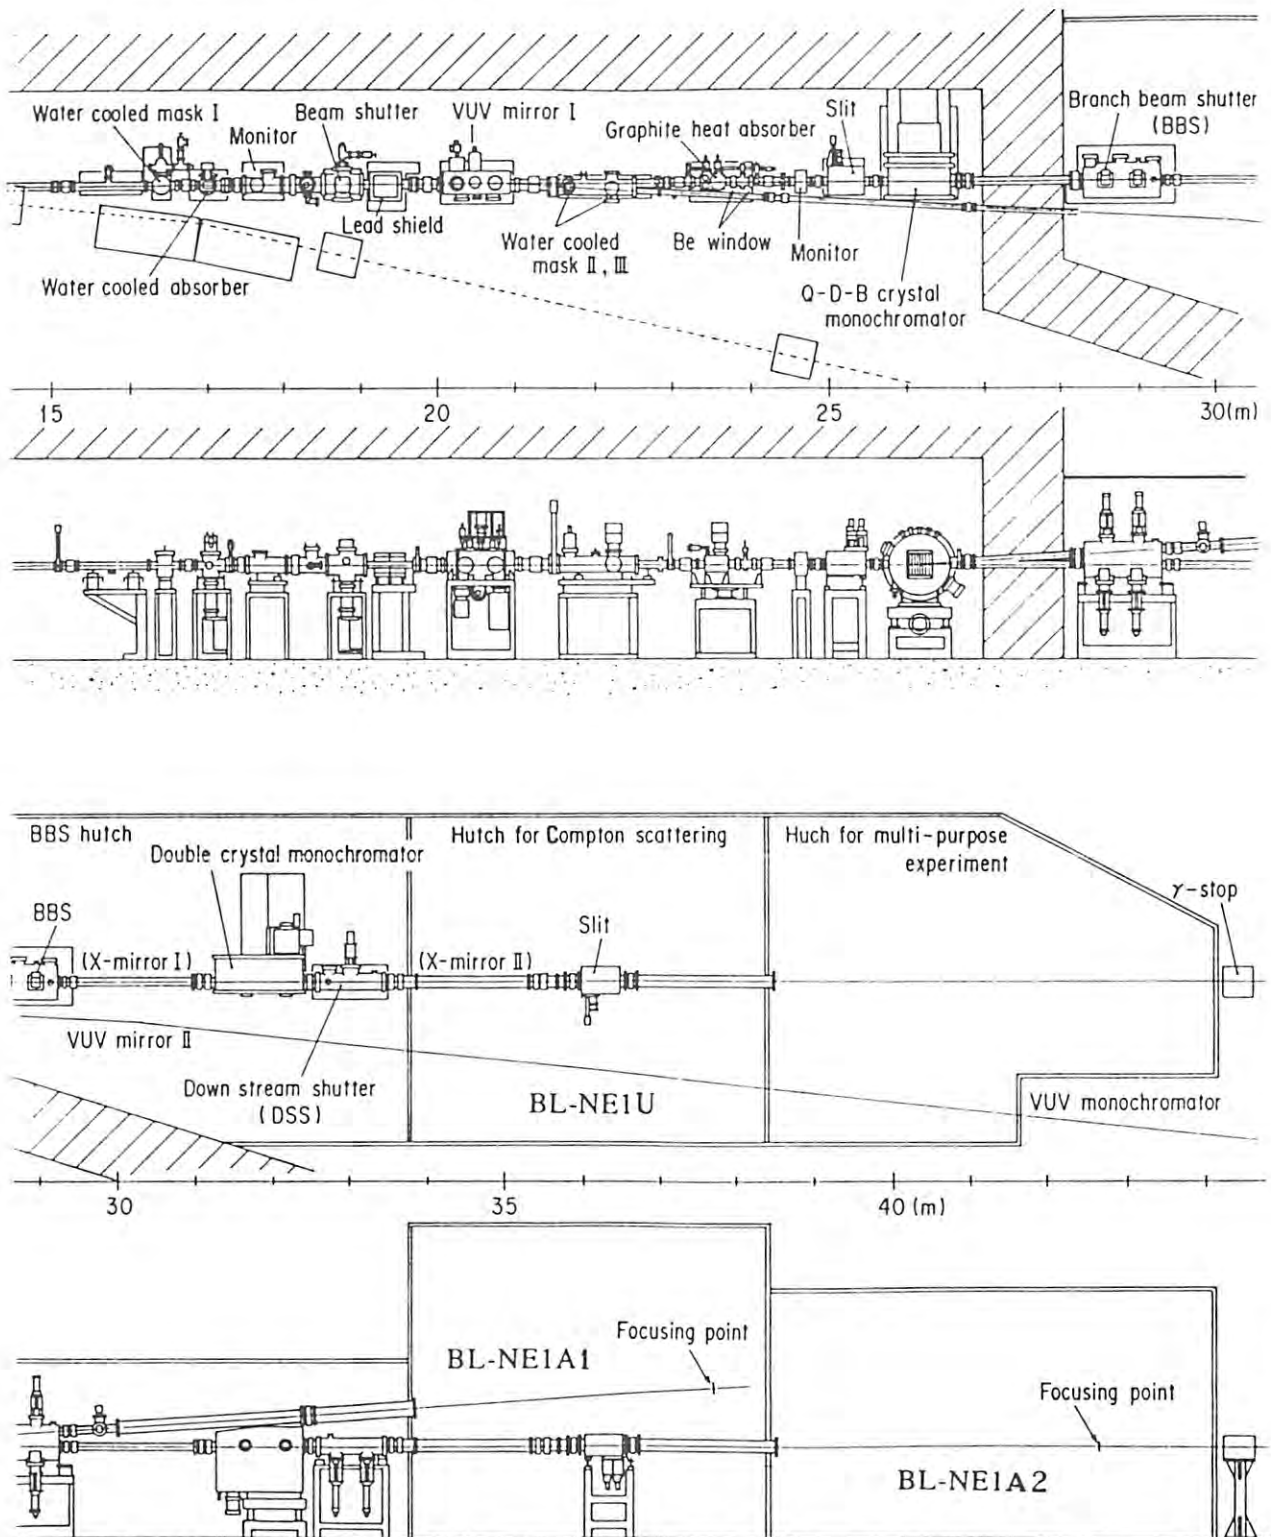 Water cooled mask I
Monitor
Beam shutter
VUV mirror I
Graphite heat absorber
Slit
Branch beam shutter
(BBS)
Lead shield
Water cooled
mask II, III
Be window
Monitor
Water cooled absorber
Q-D-B crystal
monochromator
15
20
25
30(m)
BBS hutch
Double crystal monochromator
Hutch for Compton scattering
Huch for multi-purpose
experiment
γ-stop
BBS
(X-mirror I)
(X-mirror II)
Slit
VUV mirror II
Down stream shutter
(DSS)
BL-NE1U
VUV monochromator
30
35
40 (m)
BL-NE1A1
Focusing point
Focusing point
BL-NE1A2